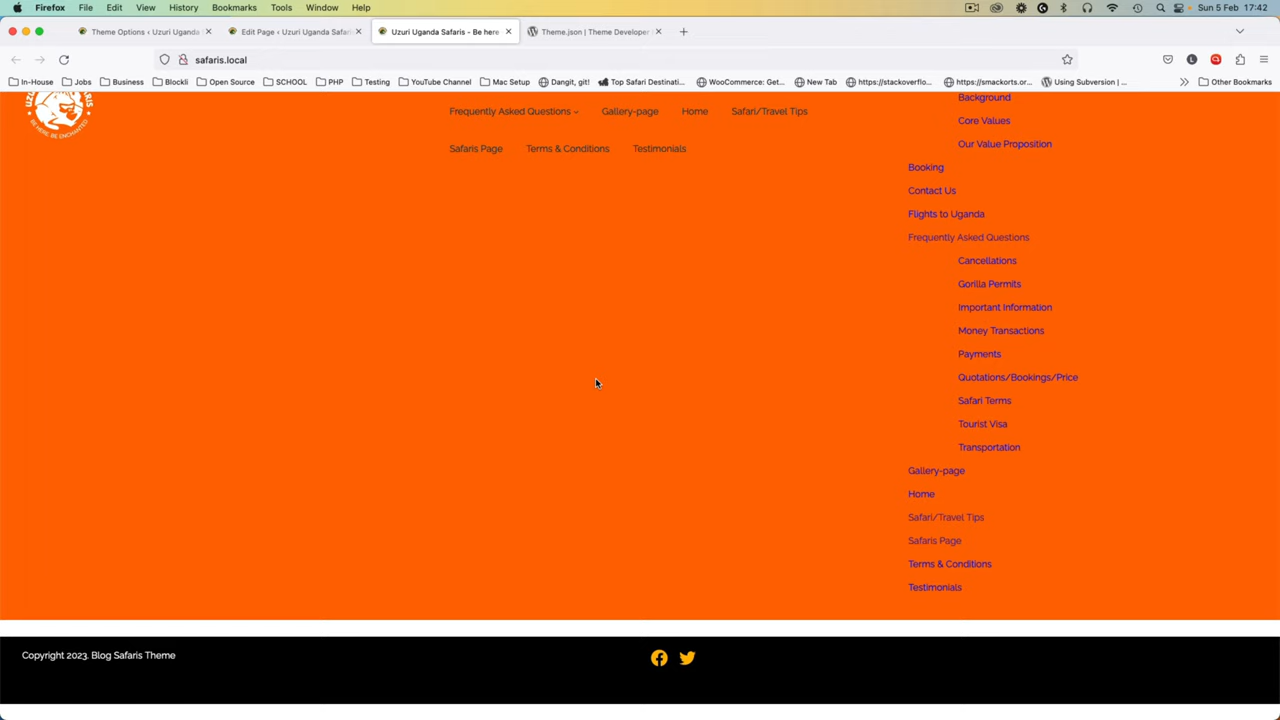 Firefox File Edit View History Bookmarks Tools Window Help Sun 5 Feb 17:42
Theme Options ‹ Uzuri Uganda Edit Page ‹ Uzuri Uganda Safari Uzuri Uganda Safaris - Be here Theme.json | Theme Developer
safaris.local
In-House Jobs Business Blockli Open Source SCHOOL PHP Testing YouTube Channel Mac Setup Dangit, git! Top Safari Destinati... WooCommerce: Get... New Tab https://stackoverflo... https://smackorts.or... Using Subversion | ... Other Bookmarks
BE HERE, BE ENCHANTED
Frequently Asked Questions Gallery-page Home Safari/Travel Tips
Safaris Page Terms & Conditions Testimonials
Background
Core Values
Our Value Proposition
Booking
Contact Us
Flights to Uganda
Frequently Asked Questions
Cancellations
Gorilla Permits
Important Information
Money Transactions
Payments
Quotations/Bookings/Price
Safari Terms
Tourist Visa
Transportation
Gallery-page
Home
Safari/Travel Tips
Safaris Page
Terms & Conditions
Testimonials
Copyright 2023. Blog Safaris Theme